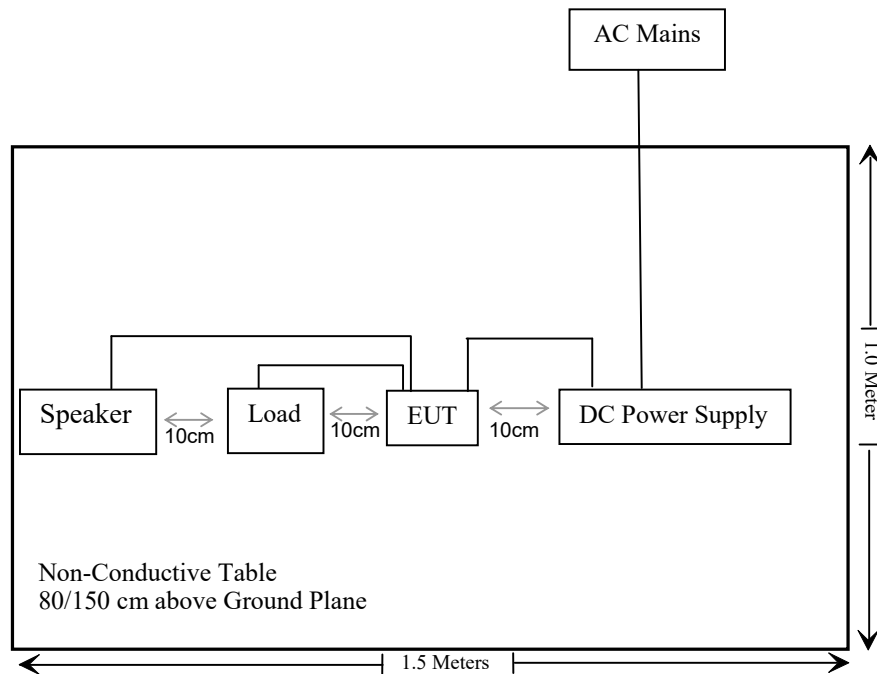 AC Mains
Speaker
10cm
Load
10cm
EUT
10cm
DC Power Supply
1.0 Meter
Non-Conductive Table
80/150 cm above Ground Plane
1.5 Meters